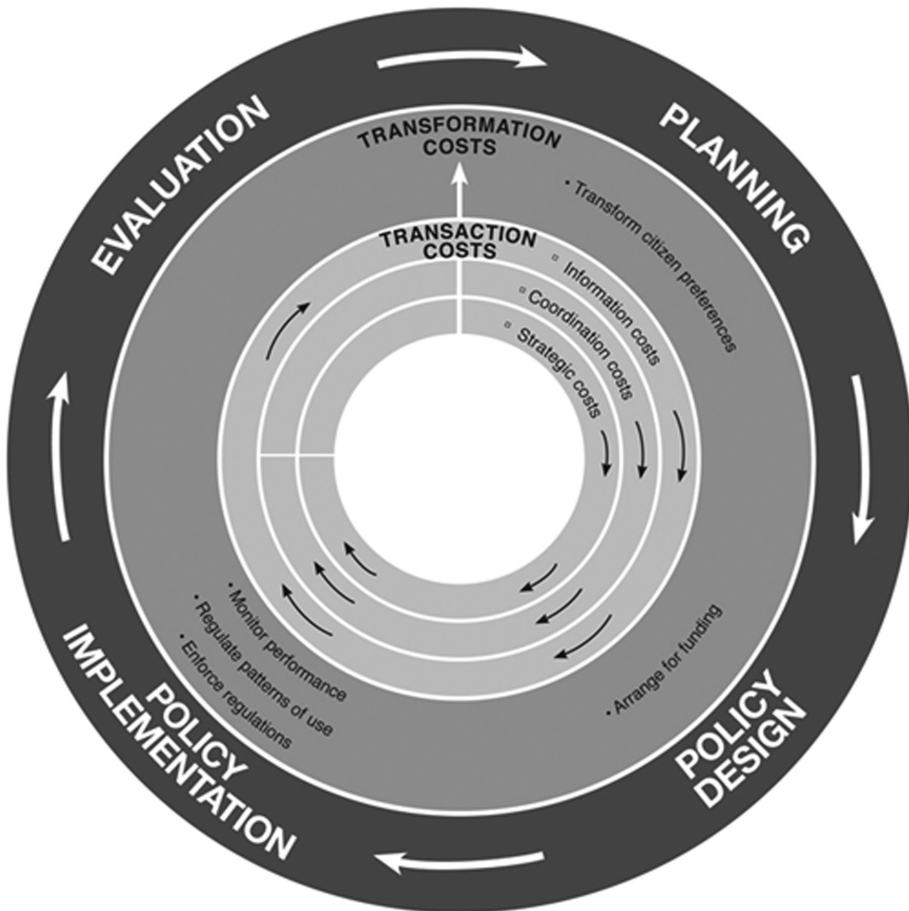 EVALUATION
PLANNING
TRANSFORMATION
COSTS
• Transform citizen preferences
TRANSACTION
COSTS
▫ Information costs
▫ Coordination costs
▫ Strategic costs
• Monitor performance
• Regulate patterns of use
• Enforce regulations
• Arrange for funding
POLICY
IMPLEMENTATION
POLICY
DESIGN